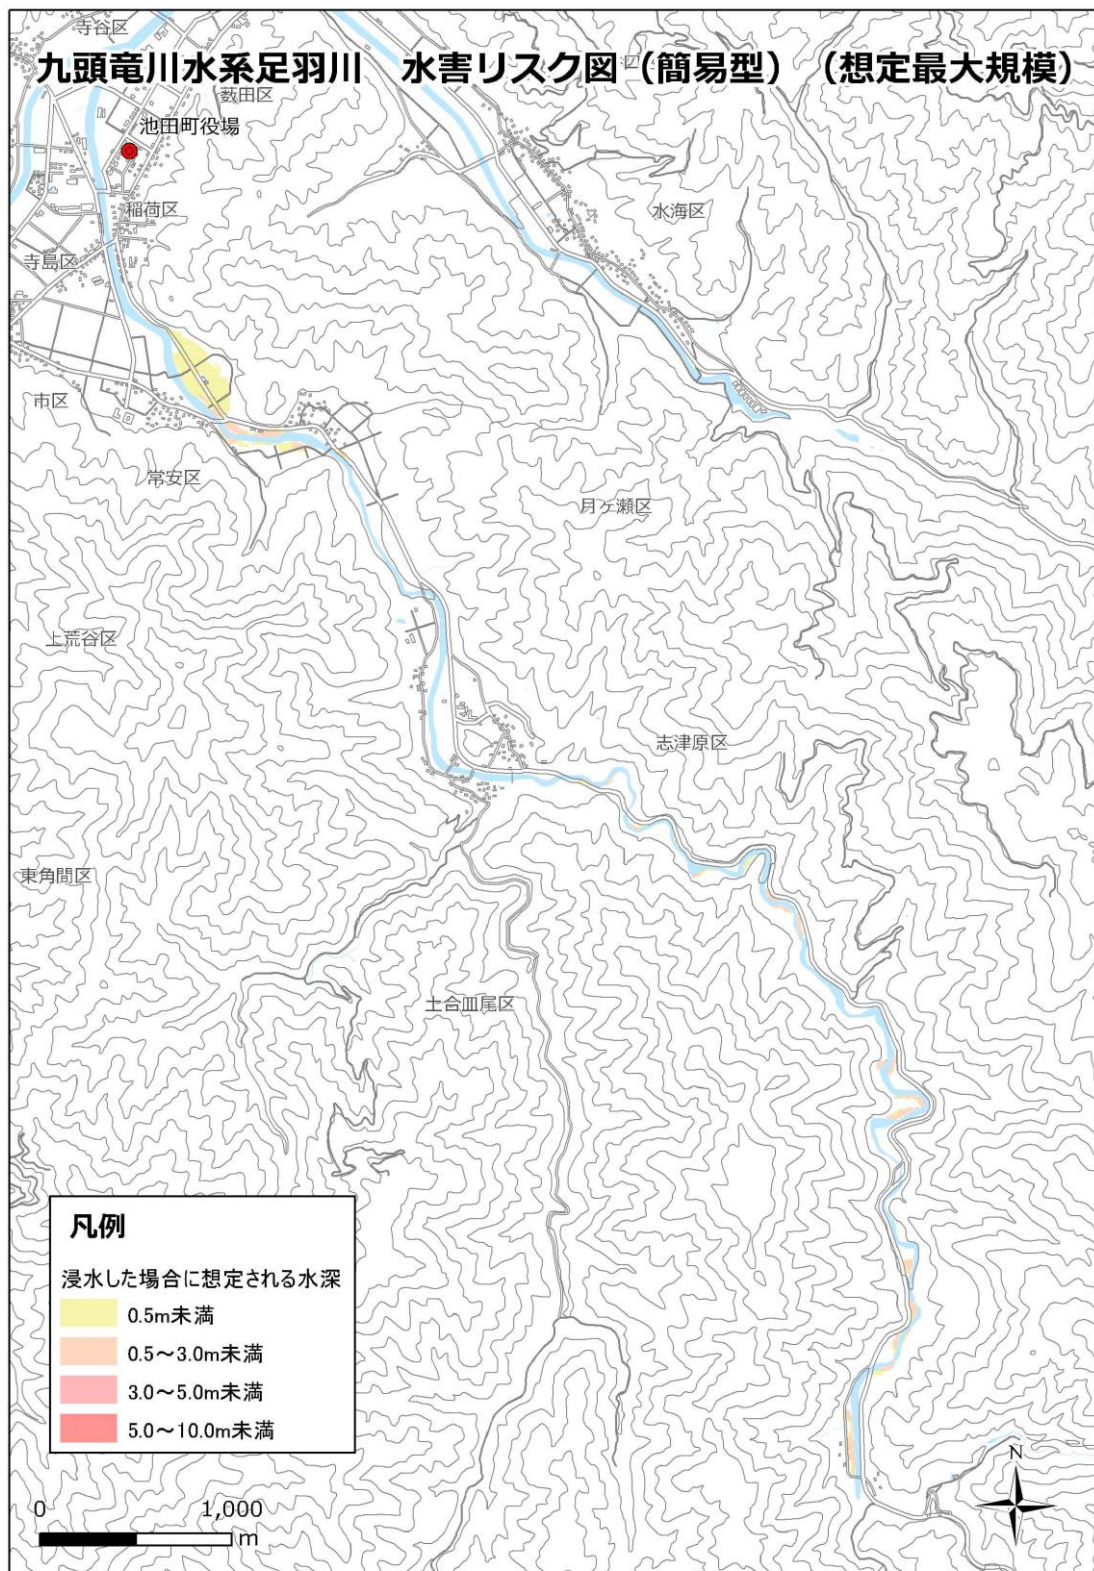 寺谷区
九頭竜川水系足羽川　水害リスク図（簡易型）（想定最大規模）
薮田区
池田町役場
稲荷区
水海区
寺島区
市区
常安区
月ヶ瀬区
上荒谷区
志津原区
東角間区
土合皿尾区
凡例
浸水した場合に想定される水深
0.5m未満
0.5～3.0m未満
3.0～5.0m未満
5.0～10.0m未満
0 1,000
m
N